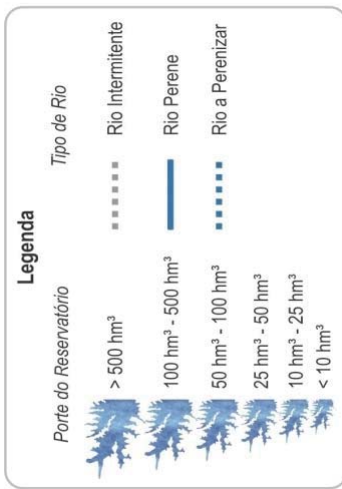 Legenda
Porte do Reservatório
> 500 hm³
100 hm³ - 500 hm³
50 hm³ - 100 hm³
25 hm³ - 50 hm³
10 hm³ - 25 hm³
< 10 hm³
Tipo de Rio
Rio Intermitente
Rio Perene
Rio a Perenizar